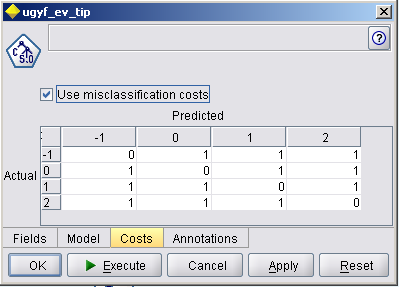 ugyf_ev_tip
C 5.0
Use misclassification costs
Predicted
-1 0 1 2
-1 0 1 1 1
0 1 0 1 1
Actual
1 1 1 0 1
2 1 1 1 0
Fields Model Costs Annotations
OK Execute Cancel Apply Reset